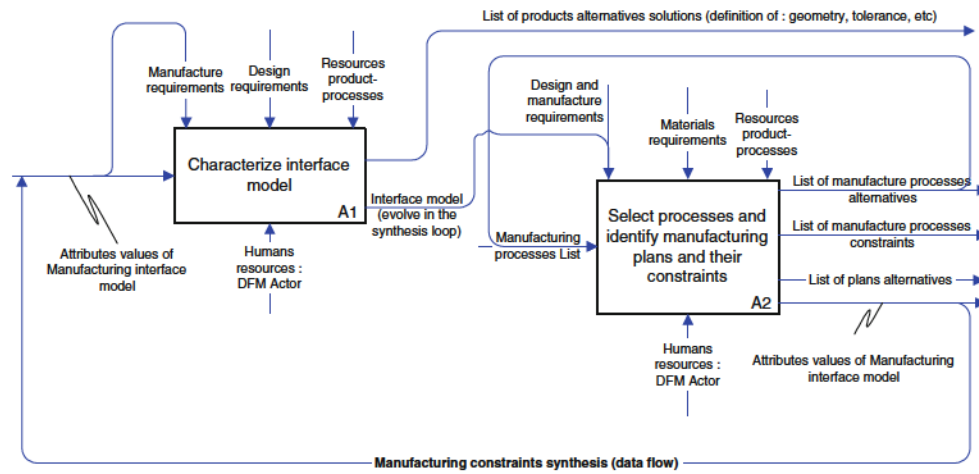 List of products alternatives solutions (definition of : geometry, tolerance, etc)
Manufacture
requirements
Design
requirements
Resources
product-
processes
Characterize interface
model
A1
Attributes values of
Manufacturing interface
model
Humans
resources :
DFM Actor
Interface model
(evolve in the
synthesis loop)
Design and
manufacture
requirements
Materials
requirements
Resources
product-
processes
Manufacturing
processes List
Select processes and
identify manufacturing
plans and their
constraints
A2
List of manufacture processes
alternatives
List of manufacture processes
constraints
List of plans alternatives
Humans
resources :
DFM Actor
Attributes values of Manufacturing
interface model
Manufacturing constraints synthesis (data flow)